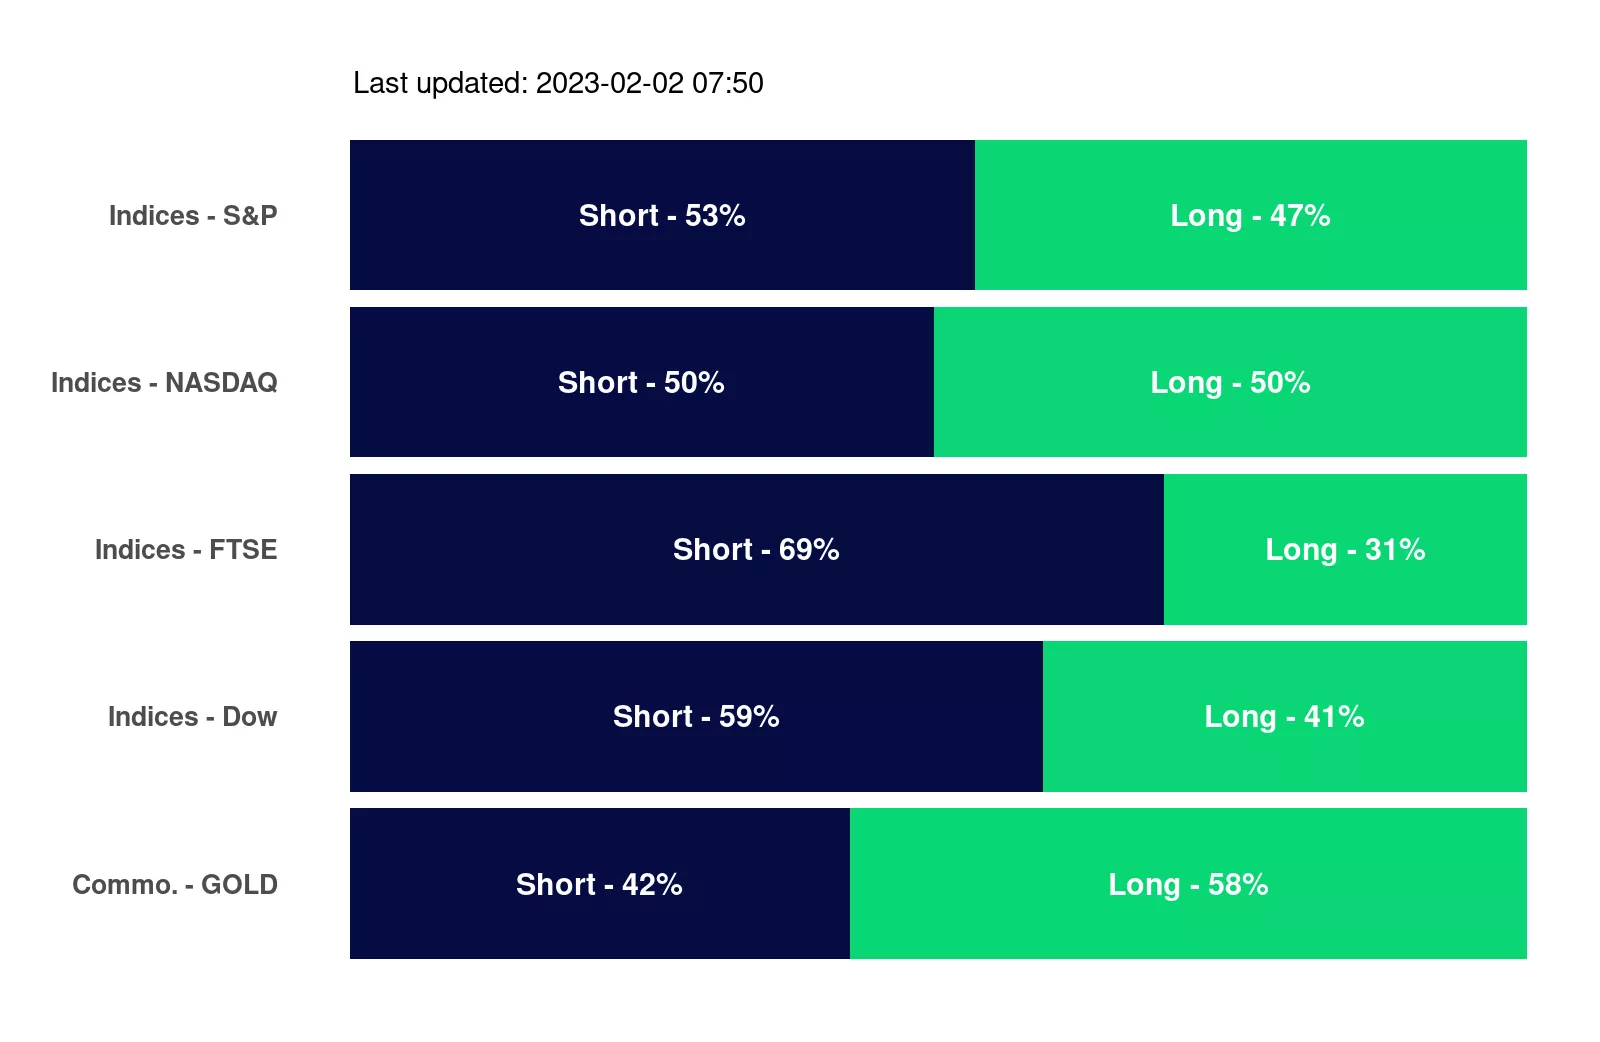 Last updated: 2023-02-02 07:50
Indices - S&P Short - 53% Long - 47%
Indices - NASDAQ Short - 50% Long - 50%
Indices - FTSE Short - 69% Long - 31%
Indices - Dow Short - 59% Long - 41%
Commo. - GOLD Short - 42% Long - 58%